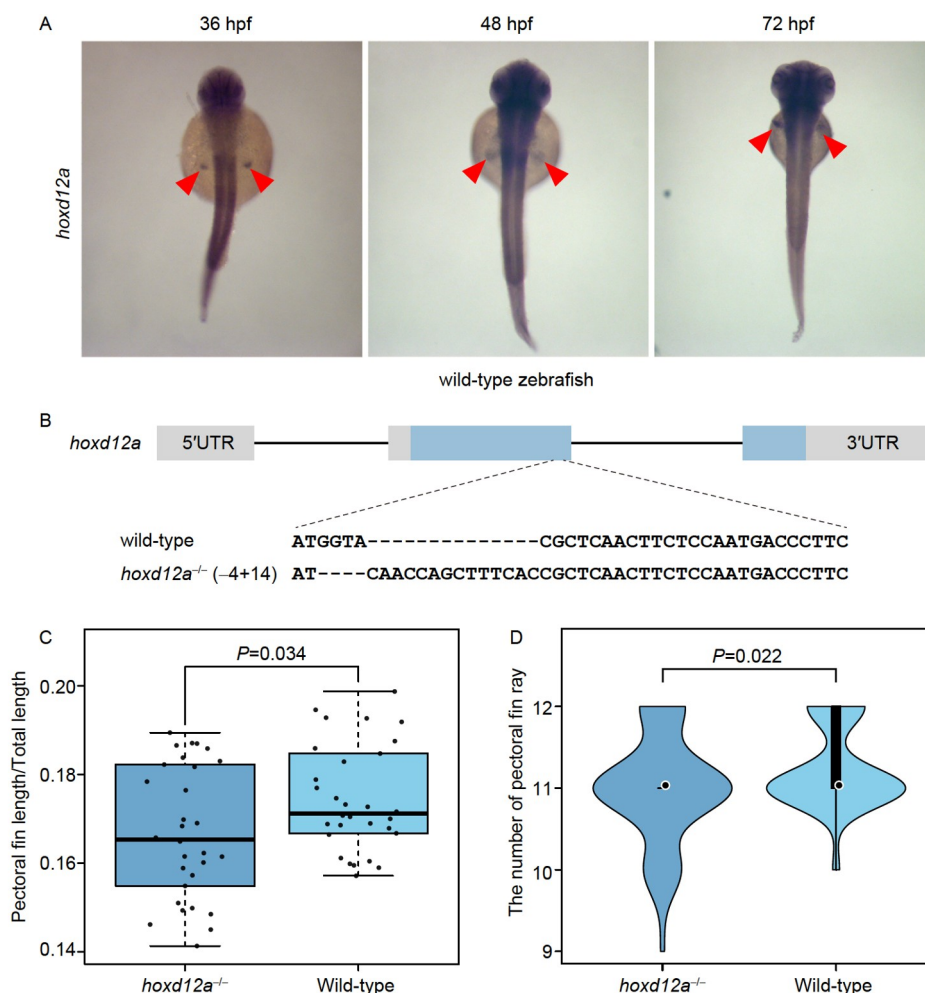 A
36 hpf 48 hpf 72 hpf
hoxd12a
wild-type zebrafish
B
hoxd12a 5′UTR 3′UTR
wild-type ATGGTA--------------CGCTCAACTTCTCCAATGACCCTTC
hoxd12a⁻/⁻ (−4+14) AT----CAACCAGCTTTCACCGCTCAACTTCTCCAATGACCCTTC
C
P=0.034
Pectoral fin length/Total length
0.20
0.18
0.16
0.14
hoxd12a⁻/⁻ Wild-type
D
P=0.022
The number of pectoral fin ray
12
11
10
9
hoxd12a⁻/⁻ Wild-type